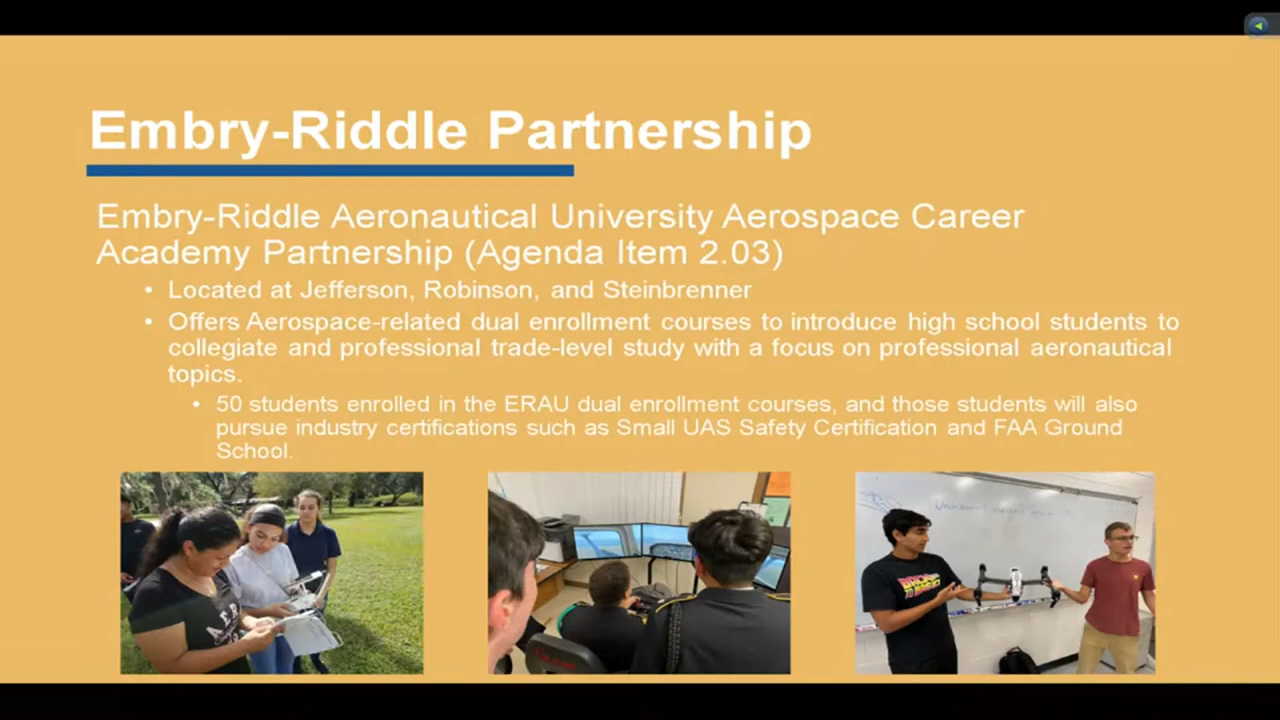 Embry-Riddle Partnership
Embry-Riddle Aeronautical University Aerospace Career
Academy Partnership (Agenda Item 2.03)
• Located at Jefferson, Robinson, and Steinbrenner
• Offers Aerospace-related dual enrollment courses to introduce high school students to
collegiate and professional trade-level study with a focus on professional aeronautical
topics.
• 50 students enrolled in the ERAU dual enrollment courses, and those students will also
pursue industry certifications such as Small UAS Safety Certification and FAA Ground
School.